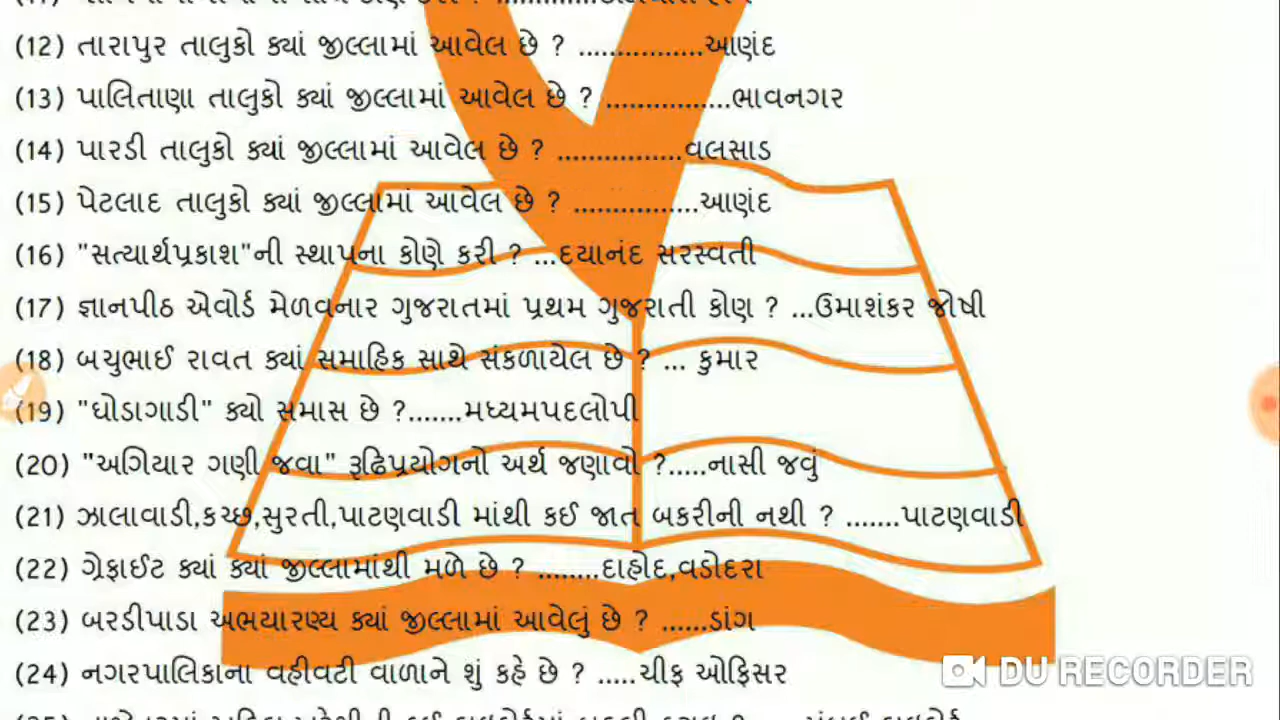 (12) તારાપુર તાલુકો ક્યાં જીલ્લામાં આવેલ છે ? ................આણંદ
(13) પાલિતાણા તાલુકો ક્યાં જીલ્લામાં આવેલ છે ? ................ભાવનગર
(14) પારડી તાલુકો ક્યાં જીલ્લામાં આવેલ છે ? ................વલસાડ
(15) પેટલાદ તાલુકો ક્યાં જીલ્લામાં આવેલ છે ? ................આણંદ
(16) "સત્યાર્થપ્રકાશ"ની સ્થાપના કોણે કરી ? ...દયાનંદ સરસ્વતી
(17) જ્ઞાનપીઠ એવોર્ડ મેળવનાર ગુજરાતમાં પ્રથમ ગુજરાતી કોણ ? ...ઉમાશંકર જોષી
(18) બચુભાઈ રાવત ક્યાં સમાહિક સાથે સંકળાયેલ છે ? ... કુમાર
(19) "ઘોડાગાડી" ક્યો સમાસ છે ?.......મધ્યમપદલોપી
(20) "અગિયાર ગણી જવા" રૂઢિપ્રયોગનો અર્થ જણાવો ?.....નાસી જવું
(21) ઝાલાવાડી,કચ્છ,સુરતી,પાટણવાડી માંથી કઈ જાત બકરીની નથી ? .......પાટણવાડી
(22) ગ્રેફાઈટ ક્યાં ક્યાં જીલ્લામાંથી મળે છે ? ........દાહોદ,વડોદરા
(23) બરડીપાડા અભયારણ્ય ક્યાં જીલ્લામાં આવેલું છે ? ......ડાંગ
(24) નગરપાલિકાના વહીવટી વાળાને શું કહે છે ? .....ચીફ ઓફિસર
DU RECORDER